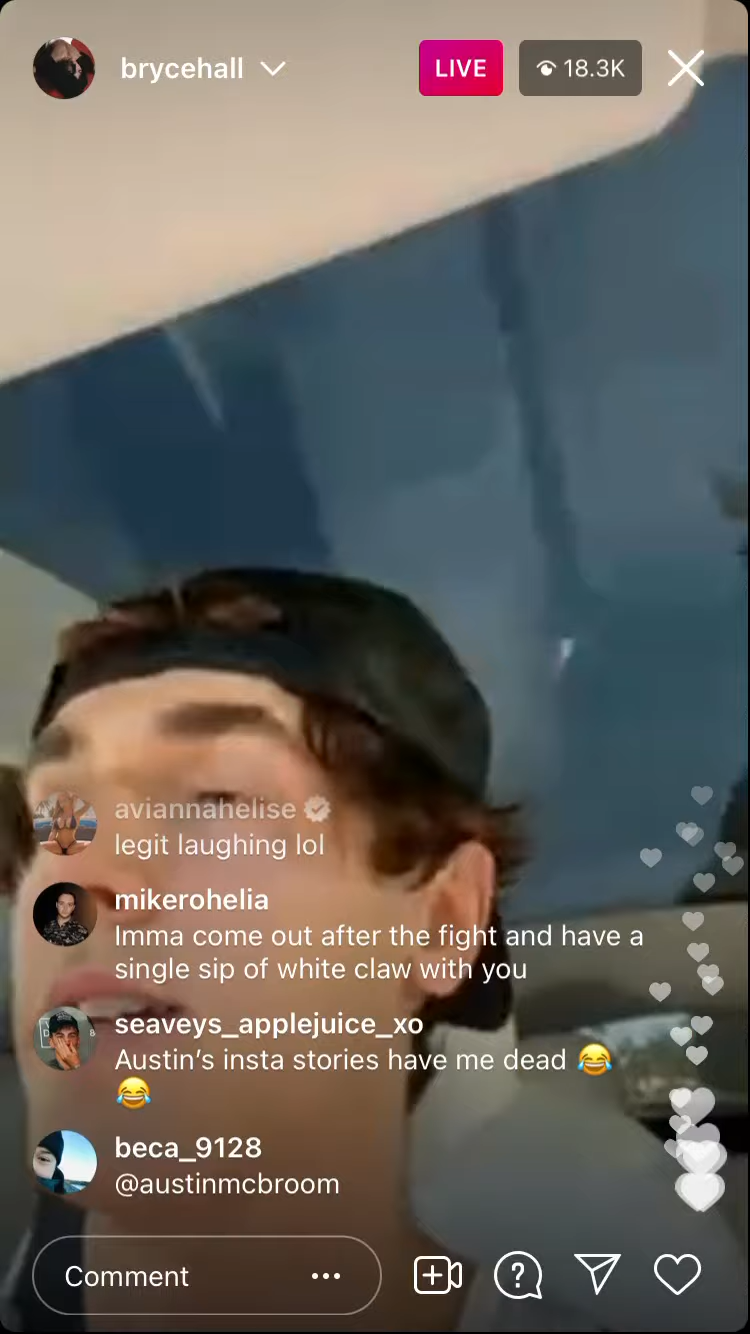 brycehall
LIVE
18.3K
aviannahelise
legit laughing lol
mikerohelia
Imma come out after the fight and have a
single sip of white claw with you
seaveys_applejuice_xo
Austin’s insta stories have me dead 😂
😂
beca_9128
@austinmcbroom
Comment